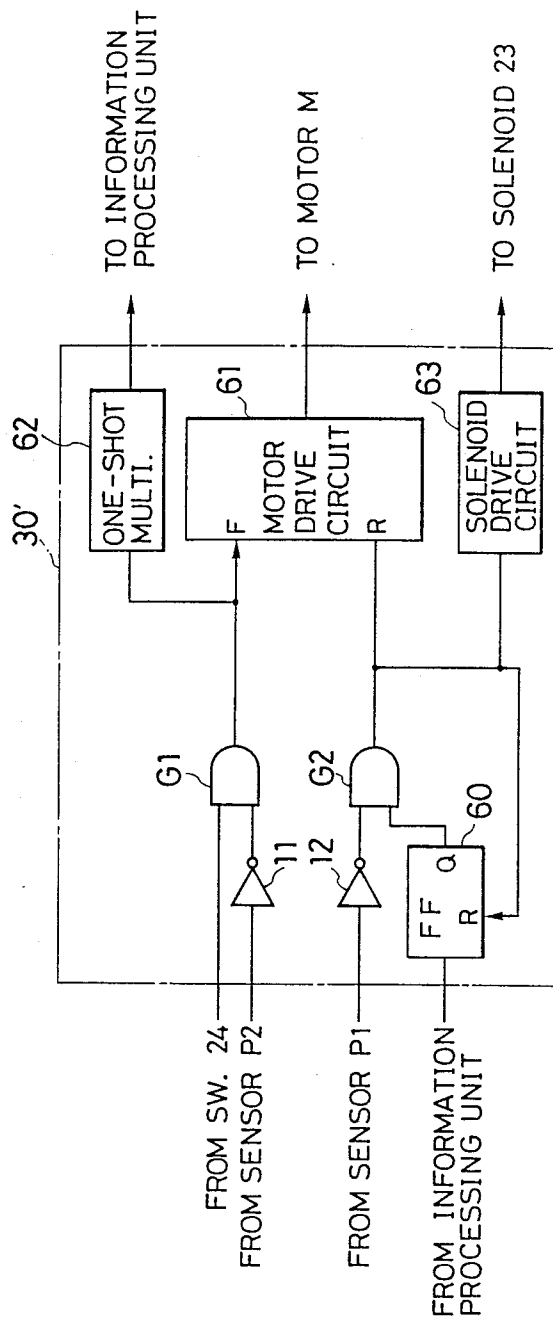 FROM SW. 24
FROM SENSOR P2
FROM SENSOR P1
FROM INFORMATION
PROCESSING UNIT
30'
G1
11
G2
12
60
FF
Q
R
62
ONE-SHOT
MULTI.
61
F
MOTOR
DRIVE
CIRCUIT
R
63
SOLENOID
DRIVE
CIRCUIT
TO INFORMATION
PROCESSING UNIT
TO MOTOR M
TO SOLENOID 23